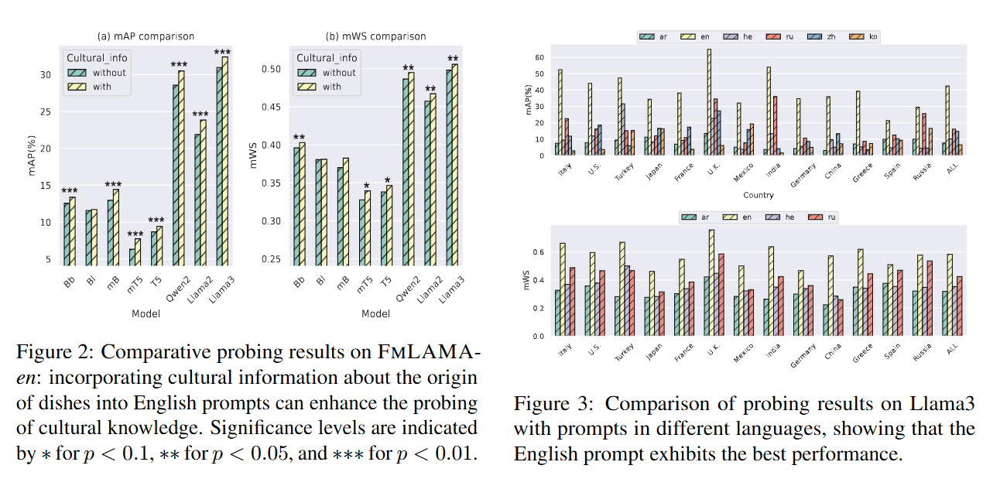 (a) mAP comparison
mAP(%)
30
25
20
15
10
5
Cultural_info
without
with
***
***
***
***
***
***
***
Bb
Bl
mB
mT5
T5
Qwen2
Llama2
Llama3
Model
(b) mWS comparison
mWS
0.50
0.45
0.40
0.35
0.30
0.25
Cultural_info
without
with
**
*
*
**
**
**
Bb
Bl
mB
mT5
T5
Qwen2
Llama2
Llama3
Model
Figure 2: Comparative probing results on FMLAMA-
en: incorporating cultural information about the origin
of dishes into English prompts can enhance the probing
of cultural knowledge. Significance levels are indicated
by * for p < 0.1, ** for p < 0.05, and *** for p < 0.01.
ar en he ru zh ko
mAP(%)
60
50
40
30
20
10
0
Italy
U.S.
Turkey
Japan
France
U.K.
Mexico
India
Germany
China
Greece
Spain
Russia
ALL
Country
ar en he ru
mWS
0.6
0.4
0.2
0.0
Italy
U.S.
Turkey
Japan
France
U.K.
Mexico
India
Germany
China
Greece
Spain
Russia
ALL
Figure 3: Comparison of probing results on Llama3
with prompts in different languages, showing that the
English prompt exhibits the best performance.